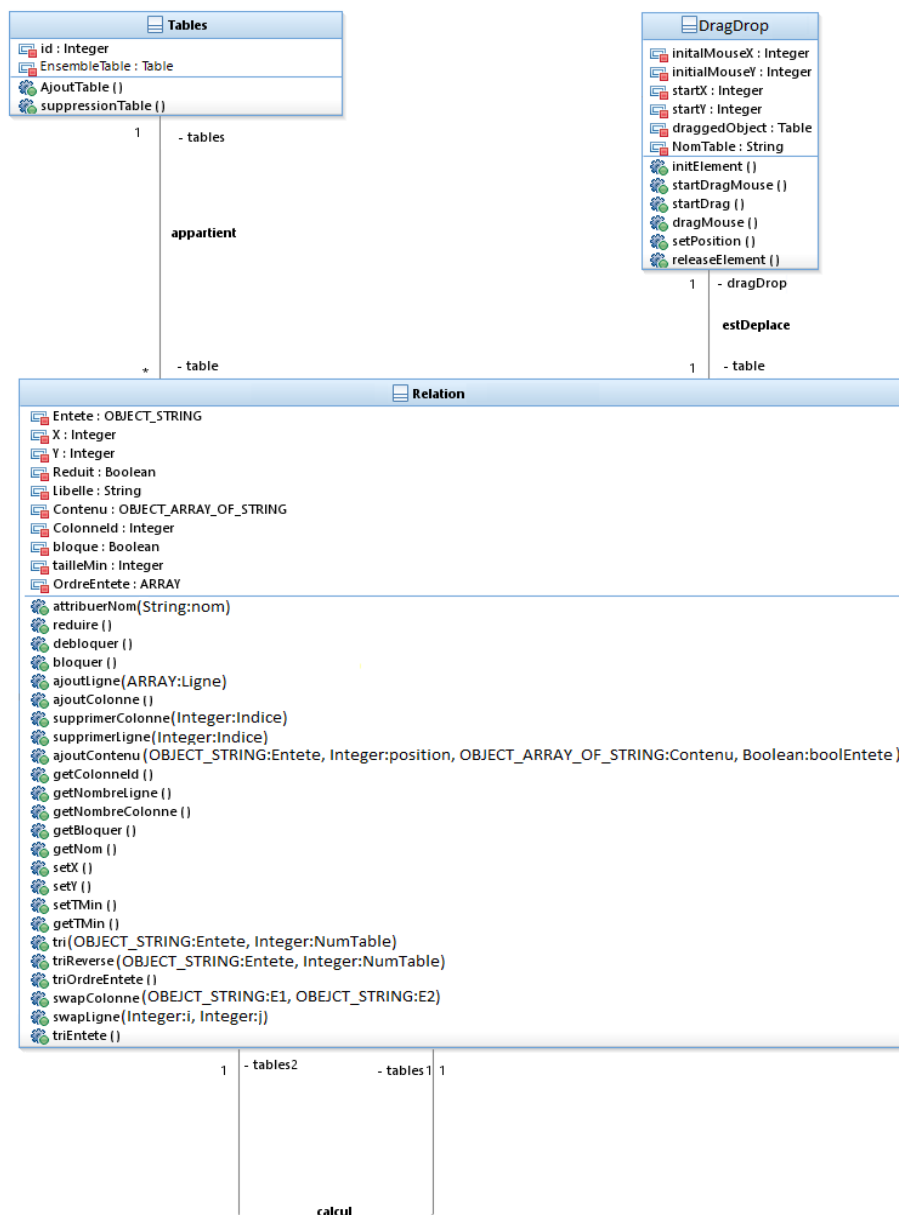 Tables
id : Integer
EnsembleTable : Table
AjoutTable ()
suppressionTable ()
DragDrop
initalMouseX : Integer
initialMouseY : Integer
startX : Integer
startY : Integer
draggedObject : Table
NomTable : String
initElement ()
startDragMouse ()
startDrag ()
dragMouse ()
setPosition ()
releaseElement ()
1
- tables
appartient
* - table
1 - dragDrop
estDeplace
1 - table
Relation
Entete : OBJECT_STRING
X : Integer
Y : Integer
Reduit : Boolean
Libelle : String
Contenu : OBJECT_ARRAY_OF_STRING
ColonneId : Integer
bloque : Boolean
tailleMin : Integer
OrdreEntete : ARRAY
attribuerNom(String:nom)
reduire ()
debloquer ()
bloquer ()
ajoutLigne(ARRAY:Ligne)
ajoutColonne ()
supprimerColonne(Integer:Indice)
supprimerLigne(Integer:Indice)
ajoutContenu(OBJECT_STRING:Entete, Integer:position, OBJECT_ARRAY_OF_STRING:Contenu, Boolean:boolEntete)
getColonneId ()
getNombreLigne ()
getNombreColonne ()
getBloquer ()
getNom ()
setX ()
setY ()
setTMin ()
getTMin ()
tri(OBJECT_STRING:Entete, Integer:NumTable)
triReverse(OBJECT_STRING:Entete, Integer:NumTable)
triOrdreEntete ()
swapColonne(OBEJCT_STRING:E1, OBEJCT_STRING:E2)
swapLigne(Integer:i, Integer:j)
triEntete ()
1 - tables2
- tables1 1
calcul